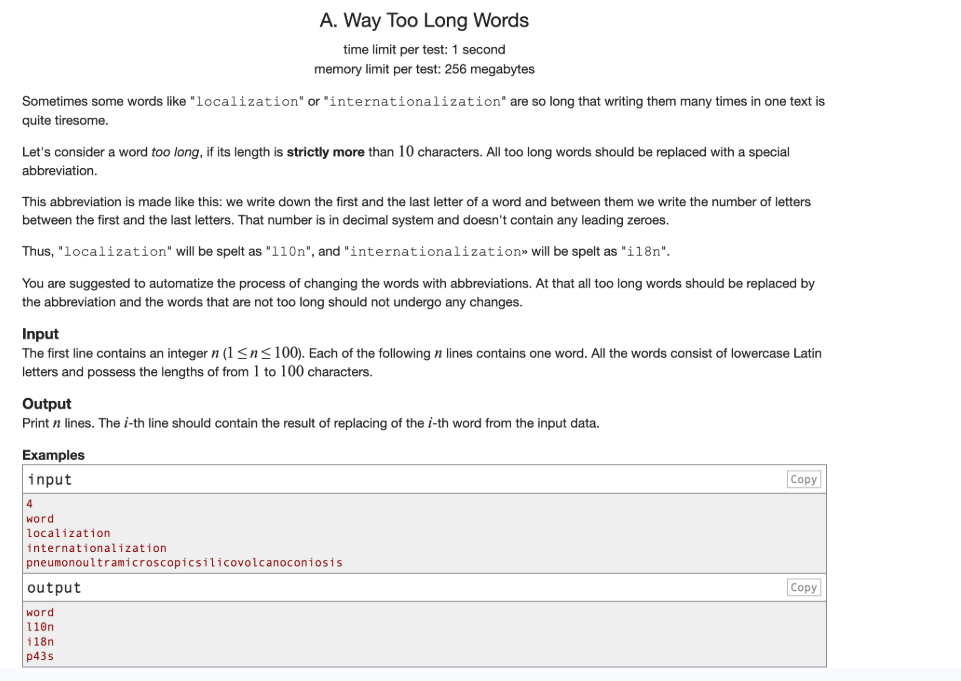 A. Way Too Long Words
time limit per test: 1 second
memory limit per test: 256 megabytes
Sometimes some words like "localization" or "internationalization" are so long that writing them many times in one text is
quite tiresome.
Let's consider a word too long, if its length is strictly more than 10 characters. All too long words should be replaced with a special
abbreviation.
This abbreviation is made like this: we write down the first and the last letter of a word and between them we write the number of letters
between the first and the last letters. That number is in decimal system and doesn't contain any leading zeroes.
Thus, "localization" will be spelt as "l10n", and "internationalization» will be spelt as "i18n".
You are suggested to automatize the process of changing the words with abbreviations. At that all too long words should be replaced by
the abbreviation and the words that are not too long should not undergo any changes.
Input
The first line contains an integer n (1 ≤ n ≤ 100). Each of the following n lines contains one word. All the words consist of lowercase Latin
letters and possess the lengths of from 1 to 100 characters.
Output
Print n lines. The i-th line should contain the result of replacing of the i-th word from the input data.
Examples
input Copy
4
word
localization
internationalization
pneumonoultramicroscopicsilicovolcanoconiosis
output Copy
word
l10n
i18n
p43s